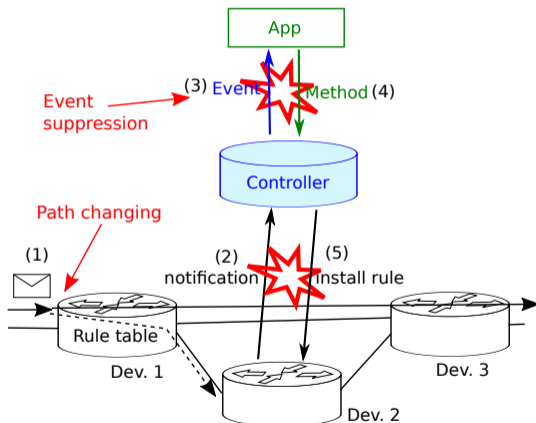 App
(3) Event
Method (4)
Event
suppression
Controller
Path changing
(1)
(2)
notification
(5)
install rule
Rule table
Dev. 1
Dev. 3
Dev. 2